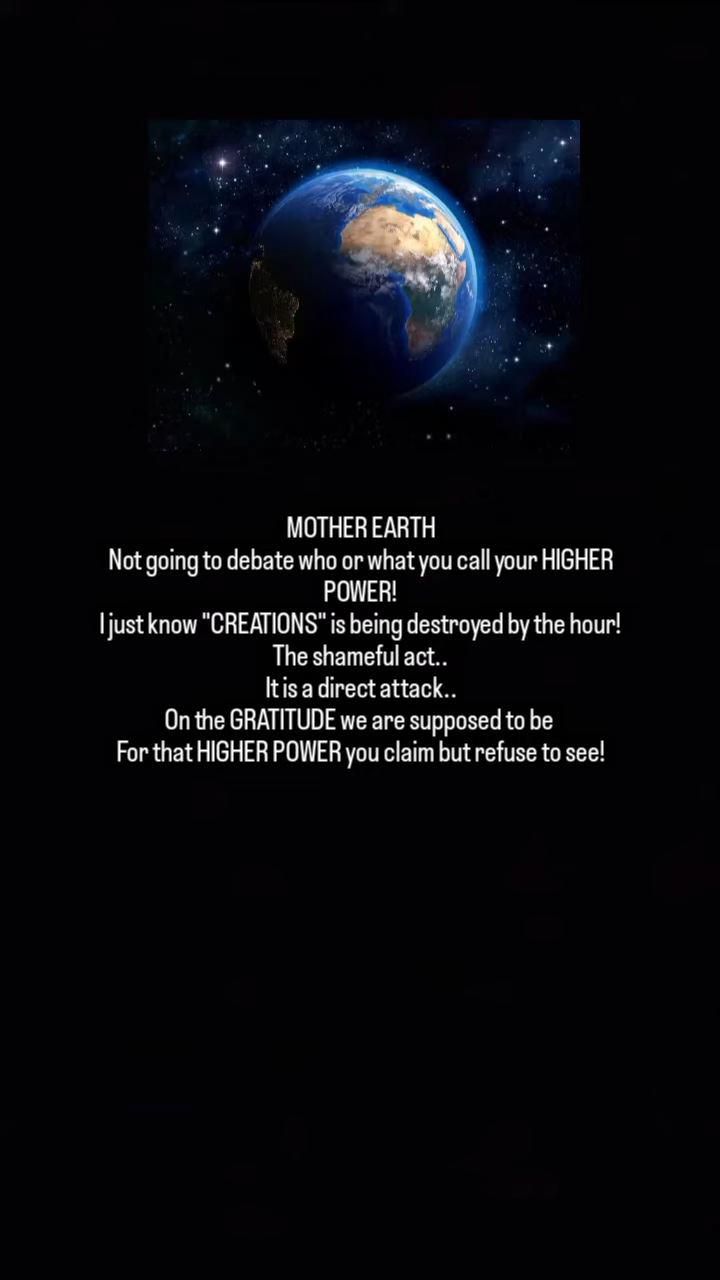 MOTHER EARTH
Not going to debate who or what you call your HIGHER
POWER!
I just know "CREATIONS" is being destroyed by the hour!
The shameful act..
It is a direct attack..
On the GRATITUDE we are supposed to be
For that HIGHER POWER you claim but refuse to see!